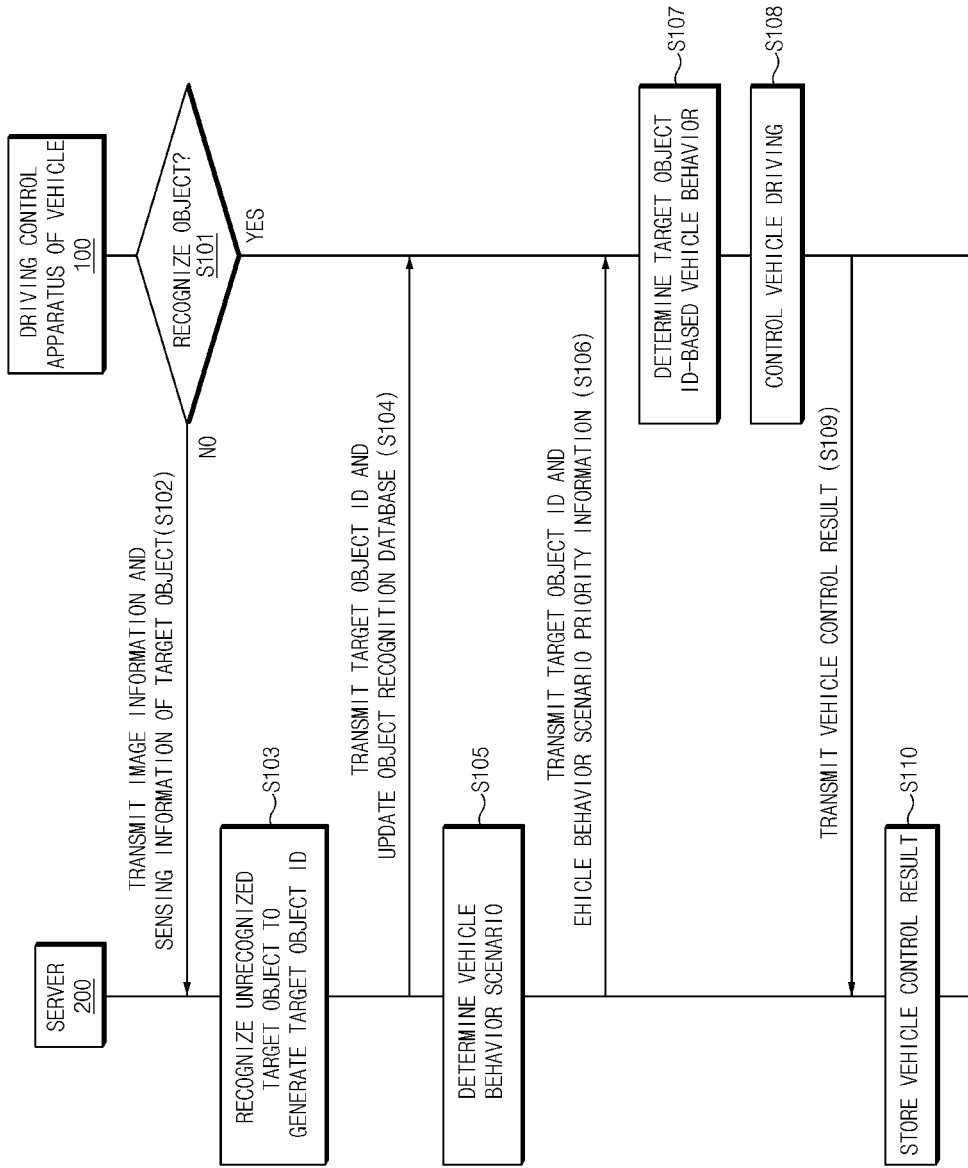 SERVER
200
DRIVING CONTROL
APPARATUS OF VEHICLE
100
RECOGNIZE OBJECT?
S101
NO
YES
TRANSMIT IMAGE INFORMATION AND
SENSING INFORMATION OF TARGET OBJECT(S102)
RECOGNIZE UNRECOGNIZED
TARGET OBJECT TO
GENERATE TARGET OBJECT ID
S103
TRANSMIT TARGET OBJECT ID AND
UPDATE OBJECT RECOGNITION DATABASE (S104)
DETERMINE VEHICLE
BEHAVIOR SCENARIO
S105
TRANSMIT TARGET OBJECT ID AND
EHICLE BEHAVIOR SCENARIO PRIORITY INFORMATION (S106)
DETERMINE TARGET OBJECT
ID-BASED VEHICLE BEHAVIOR
S107
CONTROL VEHICLE DRIVING
S108
TRANSMIT VEHICLE CONTROL RESULT (S109)
STORE VEHICLE CONTROL RESULT
S110